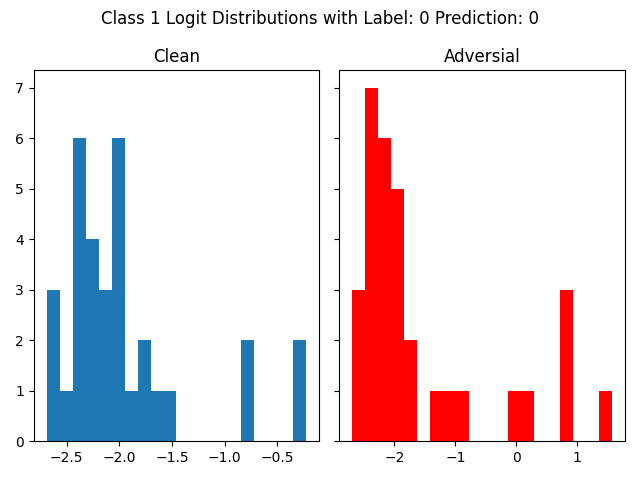 Class 1 Logit Distributions with Label: 0 Prediction: 0
Clean
Adversial
7
6
5
4
3
2
1
0
−2.5 −2.0 −1.5 −1.0 −0.5
−2 −1 0 1